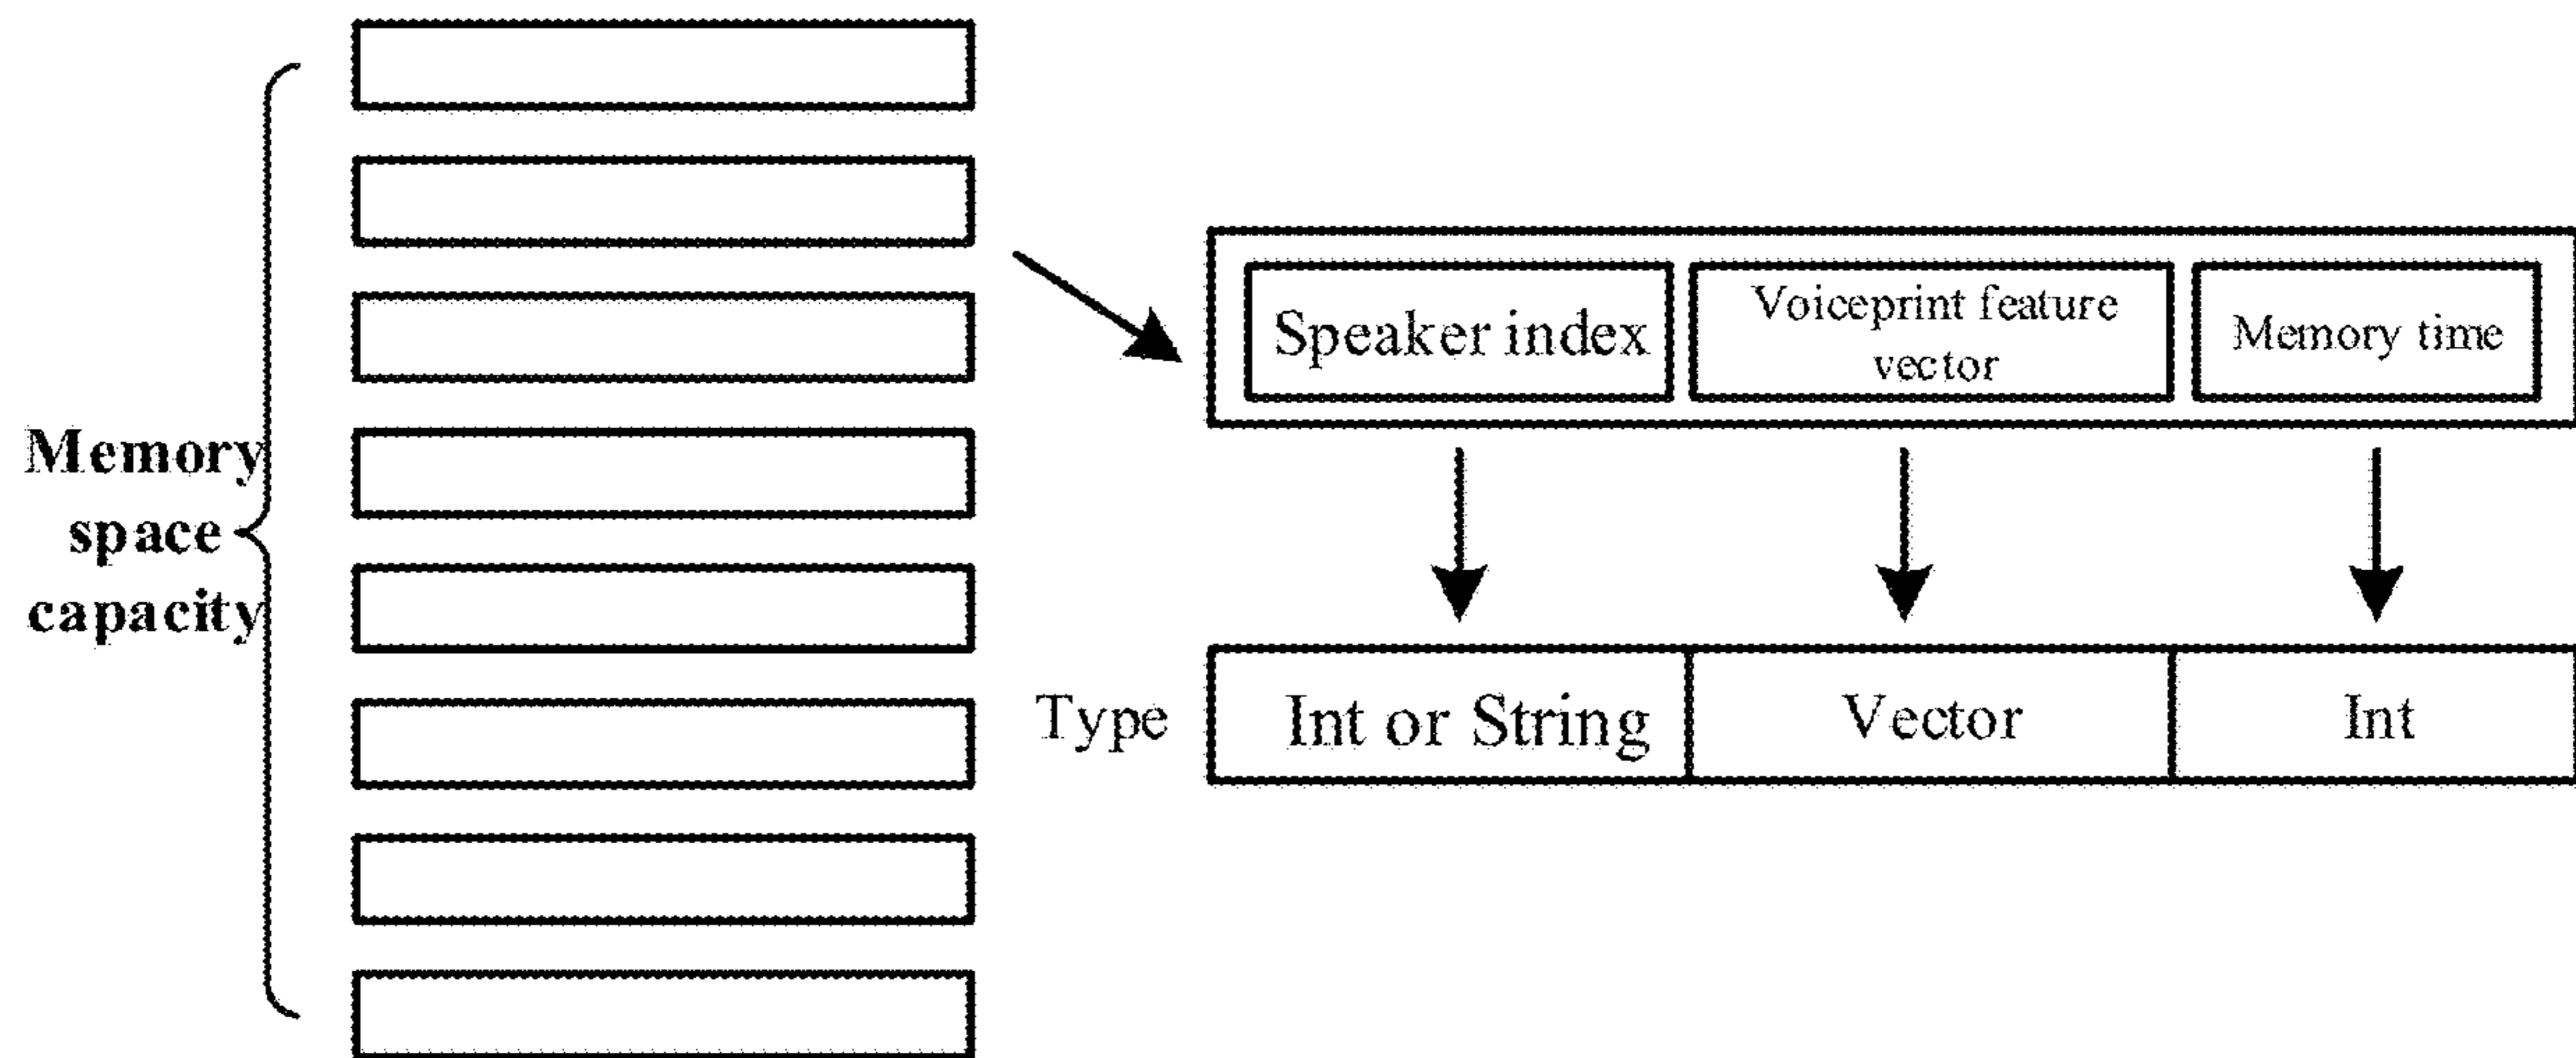 Memory
space
capacity
Speaker index
Voiceprint feature
vector
Memory time
Type
Int or String
Vector
Int